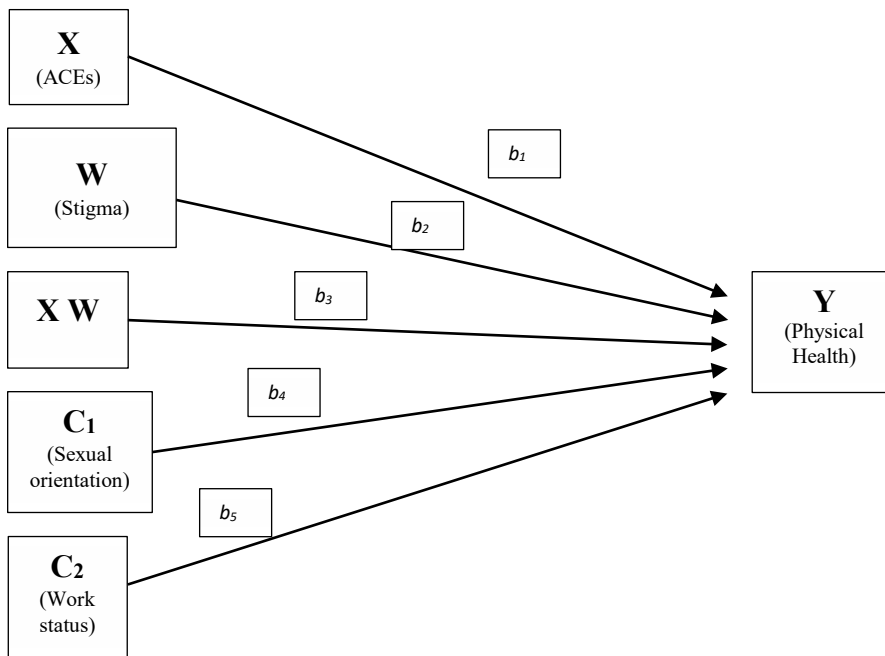 X
(ACEs)
b1
W
(Stigma)
b2
X W
b3
Y
(Physical
Health)
C1
(Sexual
orientation)
b4
C2
(Work
status)
b5